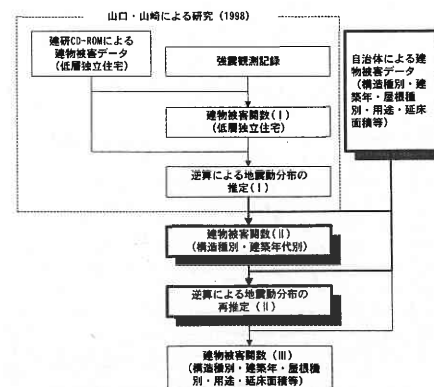 山口・山崎による研究(1998)
建研CD-ROMによる
建物被害データ
(低層独立住宅)
強震観測記録
自治体による建
物被害データ
(構造種別・建
築年・屋根種
別・用途・延床
面積等)
建物被害関数(Ⅰ)
(低層独立住宅)
逆算による地震動分布の
推定(Ⅰ)
建物被害関数(Ⅱ)
(構造種別・建築年代別)
逆算による地震動分布の
再推定(Ⅱ)
建物被害関数(Ⅲ)
(構造種別・建築年・屋根種
別・用途・延床面積等)